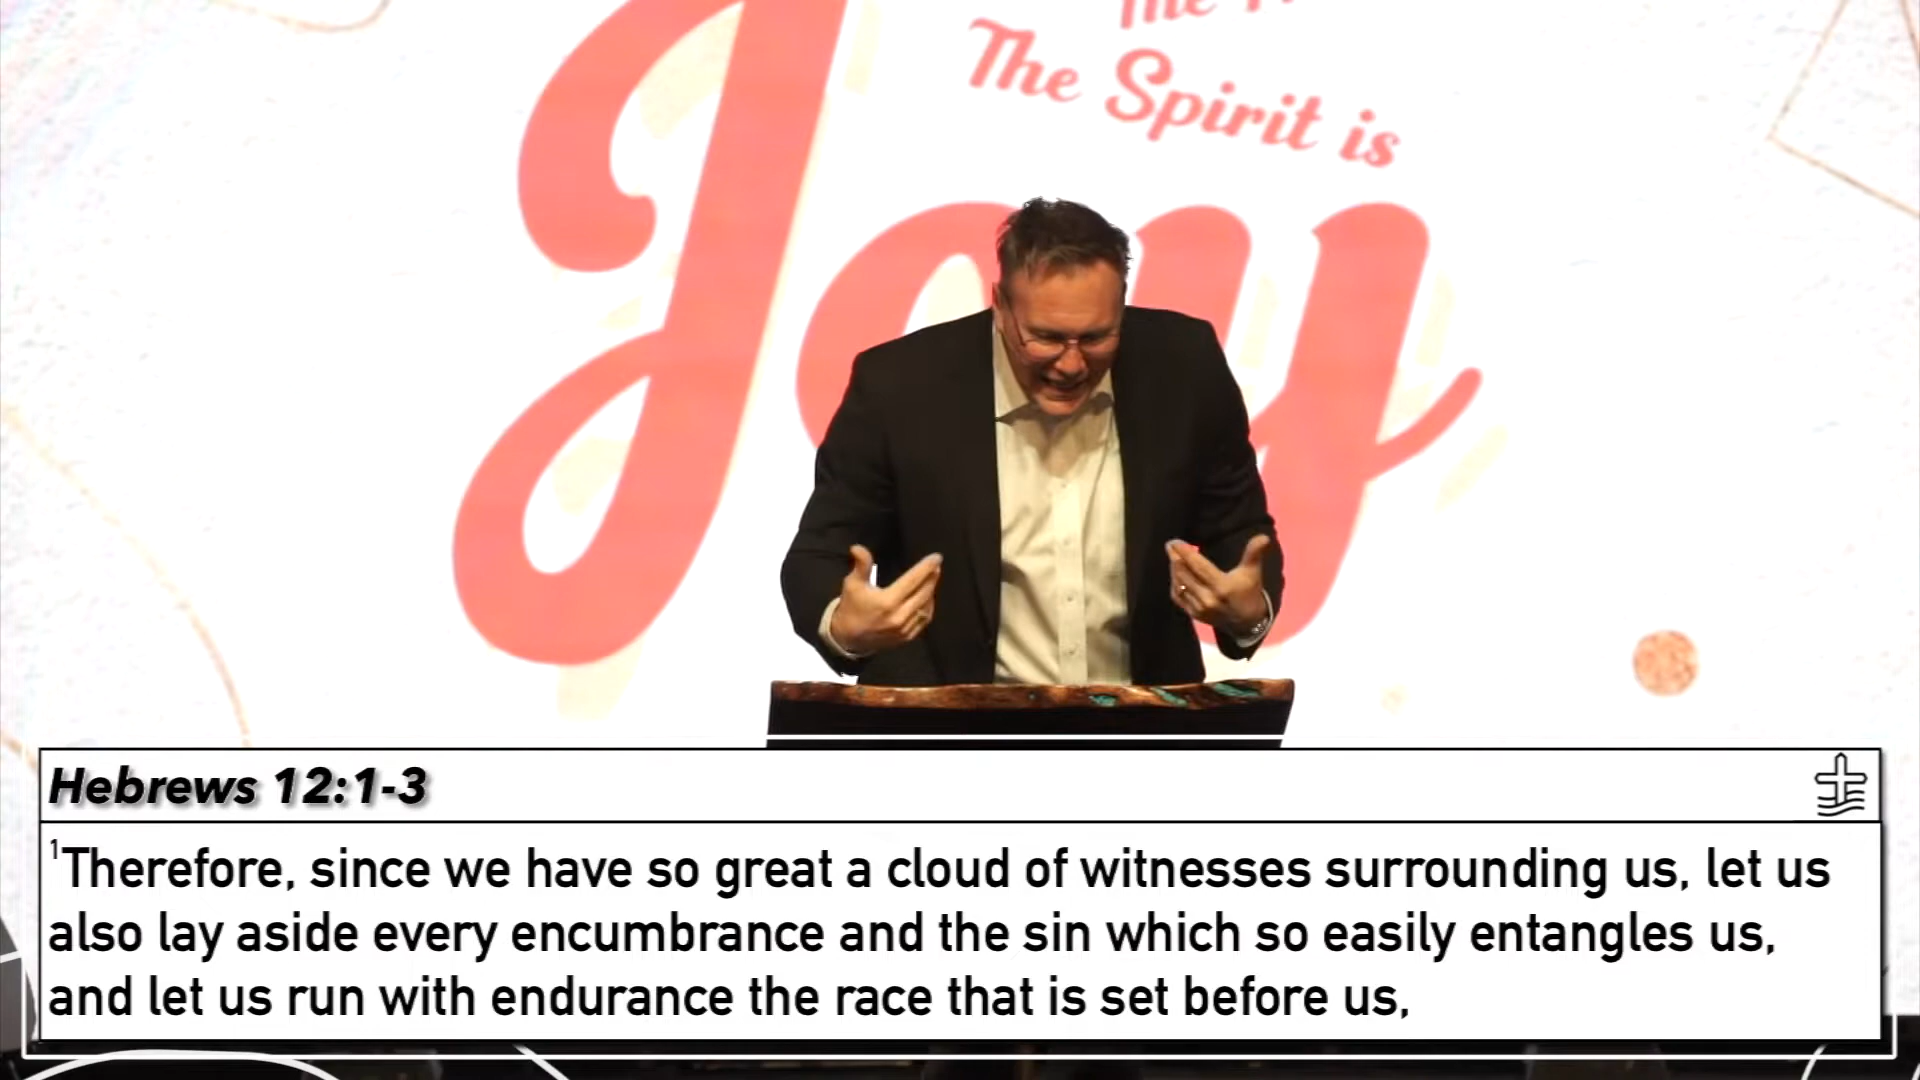 The Spirit is
Joy
Hebrews 12:1-3
¹Therefore, since we have so great a cloud of witnesses surrounding us, let us
also lay aside every encumbrance and the sin which so easily entangles us,
and let us run with endurance the race that is set before us,